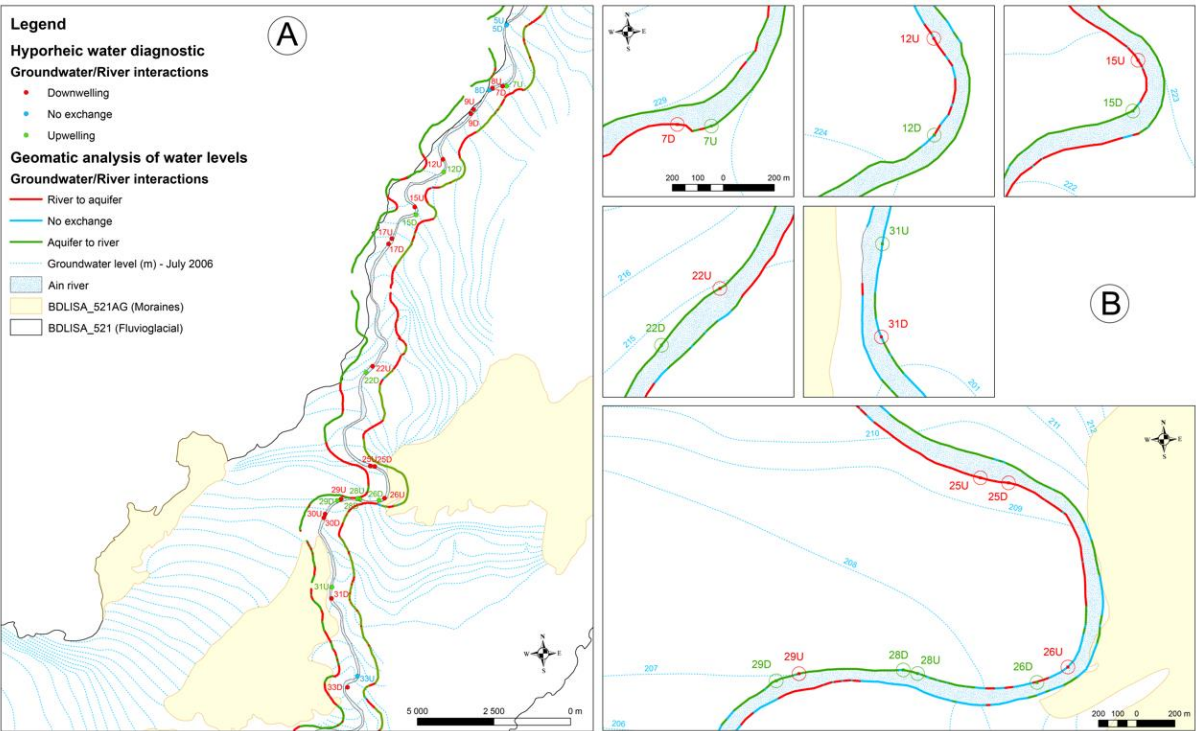 Legend
Hyporheic water diagnostic
Groundwater/River interactions
Downwelling
No exchange
Upwelling
Geomatic analysis of water levels
Groundwater/River interactions
River to aquifer
No exchange
Aquifer to river
Groundwater level (m) - July 2006
Ain river
BDLISA_521AG (Moraines)
BDLISA_521 (Fluvioglacial)
A
5U
5D
8U
7U
8D
7D
9U
9D
12U
12D
15U
15D
17U
17D
22U
22D
25U
25D
29U
28U
26D
26U
29D
30U
30D
31U
31D
33U
33D
N
W
E
S
5 000
2 500
0 m
N
W
E
S
229
7D
7U
200
100
0
200 m
12U
224
12D
15U
15D
223
222
216
22U
22D
215
31U
31D
201
B
210
211
212
N
W
E
S
25U
25D
209
208
207
29D
29U
28D
28U
26D
26U
206
200
100
0
200 m